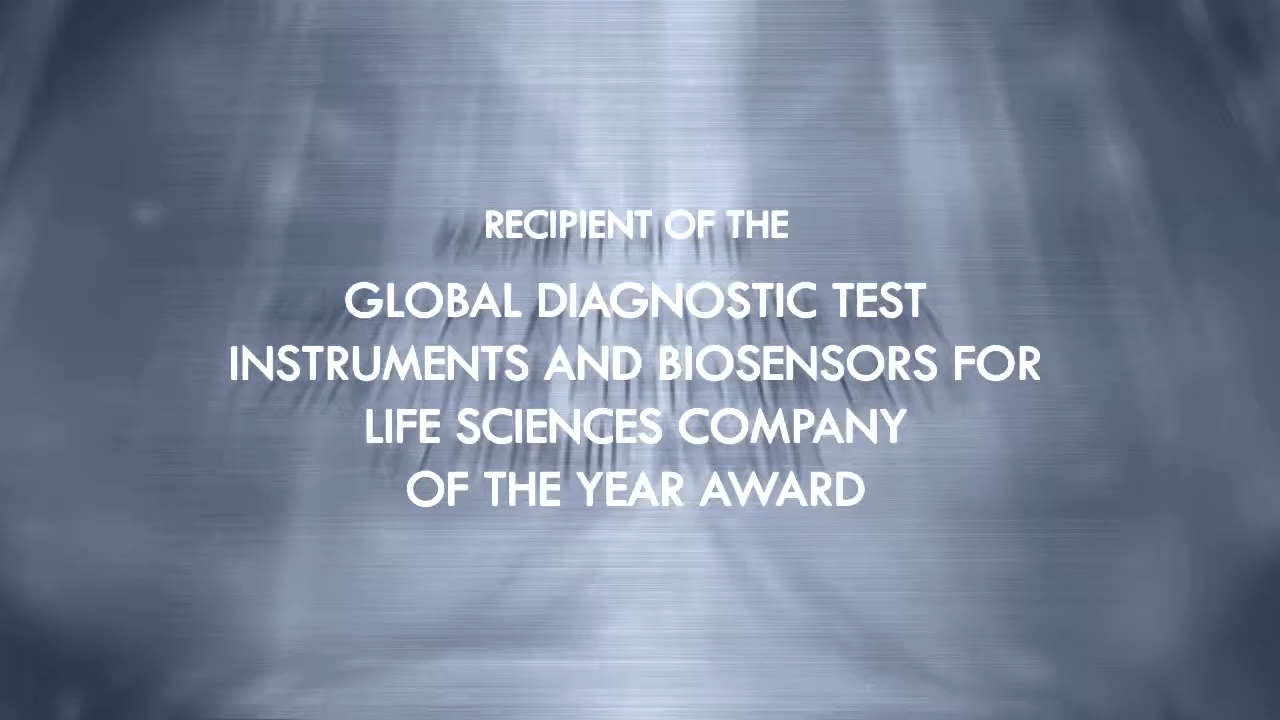 RECIPIENT OF THE
GLOBAL DIAGNOSTIC TEST
INSTRUMENTS AND BIOSENSORS FOR
LIFE SCIENCES COMPANY
OF THE YEAR AWARD